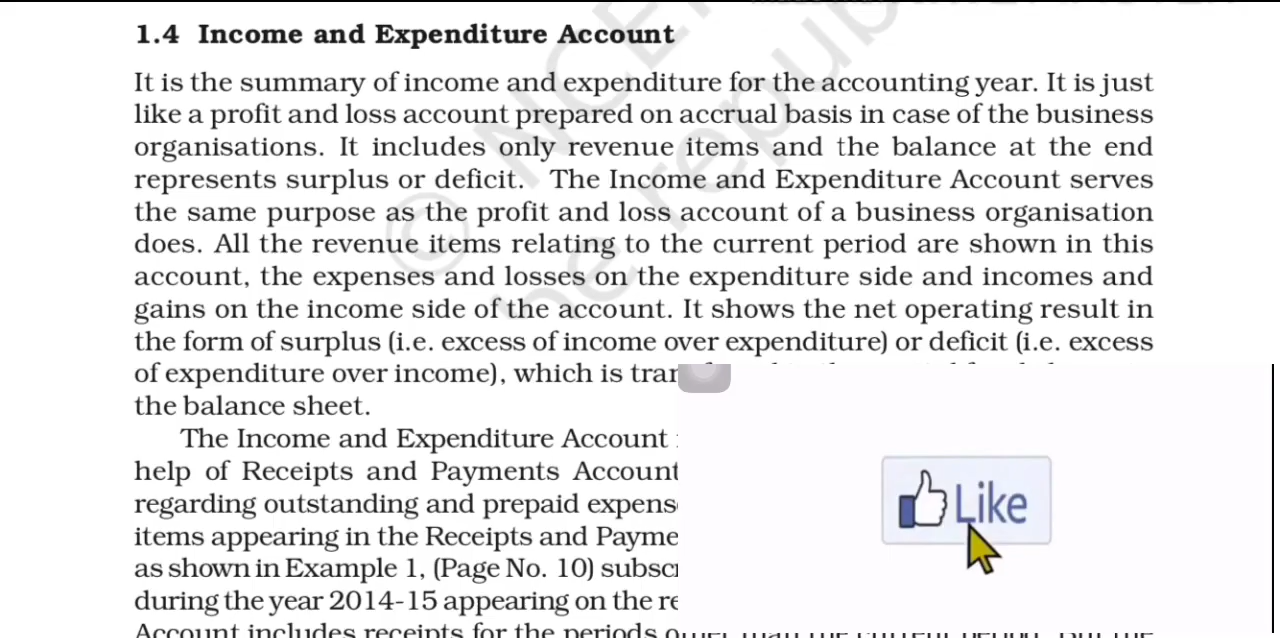 1.4 Income and Expenditure Account
It is the summary of income and expenditure for the accounting year. It is just
like a profit and loss account prepared on accrual basis in case of the business
organisations. It includes only revenue items and the balance at the end
represents surplus or deficit. The Income and Expenditure Account serves
the same purpose as the profit and loss account of a business organisation
does. All the revenue items relating to the current period are shown in this
account, the expenses and losses on the expenditure side and incomes and
gains on the income side of the account. It shows the net operating result in
the form of surplus (i.e. excess of income over expenditure) or deficit (i.e. excess
of expenditure over income), which is
the balance sheet.
The Income and Expenditure Account
help of Receipts and Payments Account
regarding outstanding and prepaid
items appearing in the Receipts and
as shown in Example 1, (Page No. 10)
during the year 2014-15 appearing on the
Account includes receipts for the periods
Like
© NCE
be repub